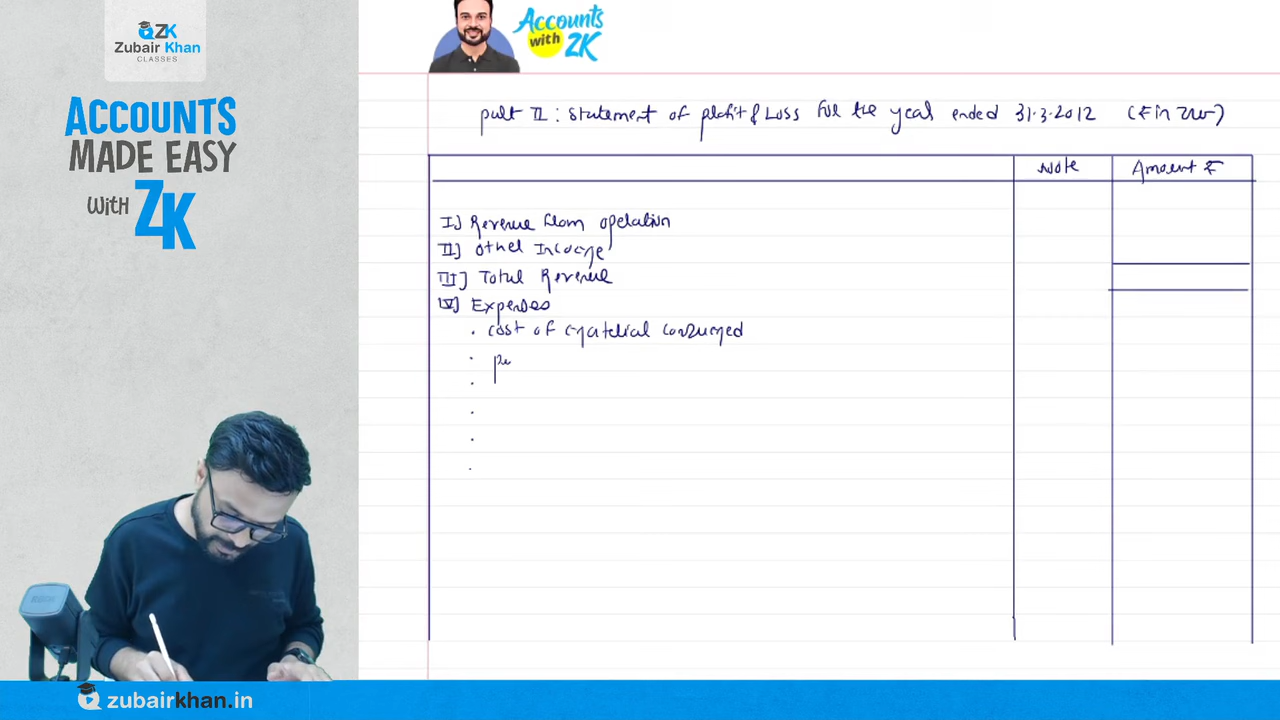 ZK
Zubair Khan
CLASSES
ACCOUNTS
MADE EASY
WITH ZK
Accounts
with ZK
Part II : Statement of Profit & Loss for the year ended 31.3.2012 (₹ in
Note
Amount ₹
I) Revenue from operation
II) Other Income
III) Total Revenue
IV) Expenses
. cost of material consumed
. pu
.
.
.
.
zubairkhan.in